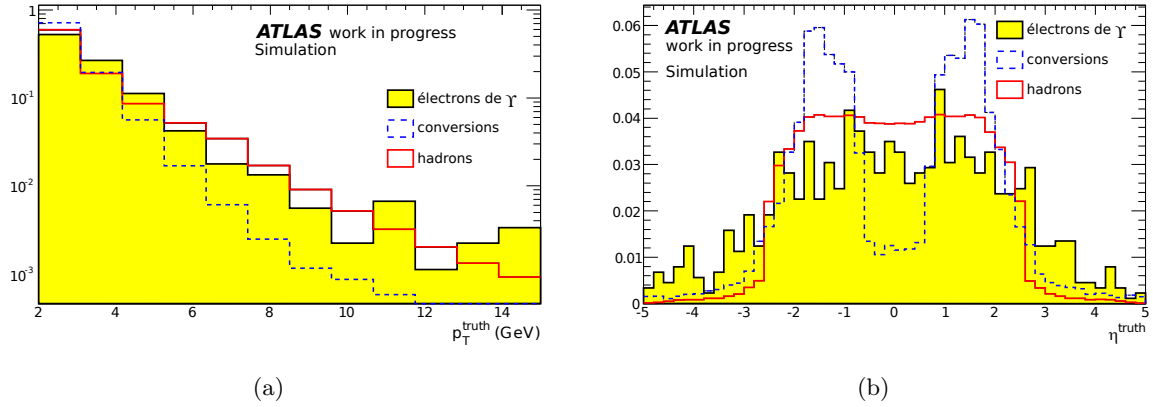 1
10⁻¹
10⁻²
10⁻³
ATLAS work in progress
Simulation
électrons de ϒ
conversions
hadrons
2 4 6 8 10 12 14
p_T^truth (GeV)
(a)
0.06
0.05
0.04
0.03
0.02
0.01
0
ATLAS
work in progress
Simulation
électrons de ϒ
conversions
hadrons
-5 -4 -3 -2 -1 0 1 2 3 4 5
η^truth
(b)